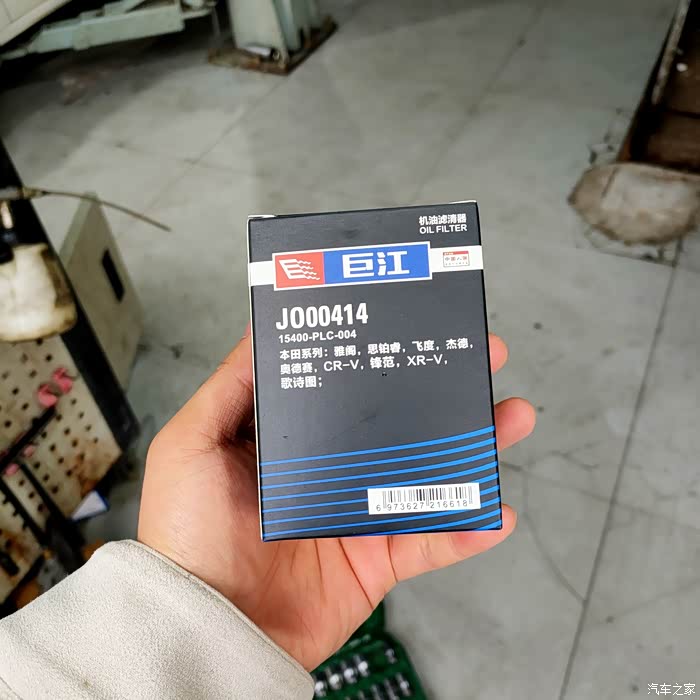 机油滤清器
OIL FILTER
巨江
JO00414
15400-PLC-004
本田系列：雅阁，思铂睿，飞度，杰德，
奥德赛，CR-V，锋范，XR-V，
歌诗图；
6 973627 216618
汽车之家